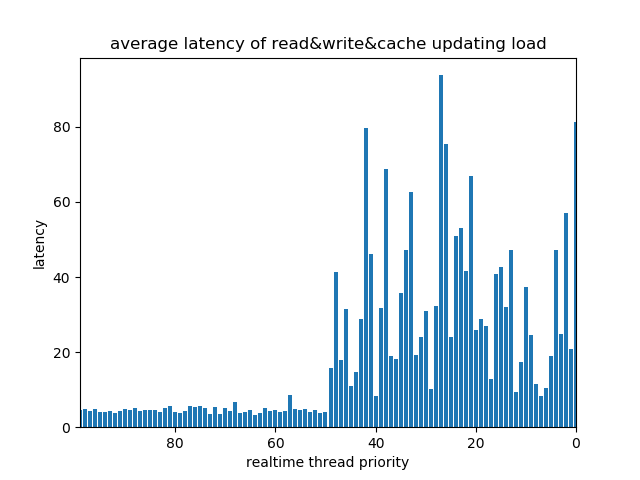 average latency of read&write&cache updating load
latency
80
60
40
20
0
80 60 40 20 0
realtime thread priority